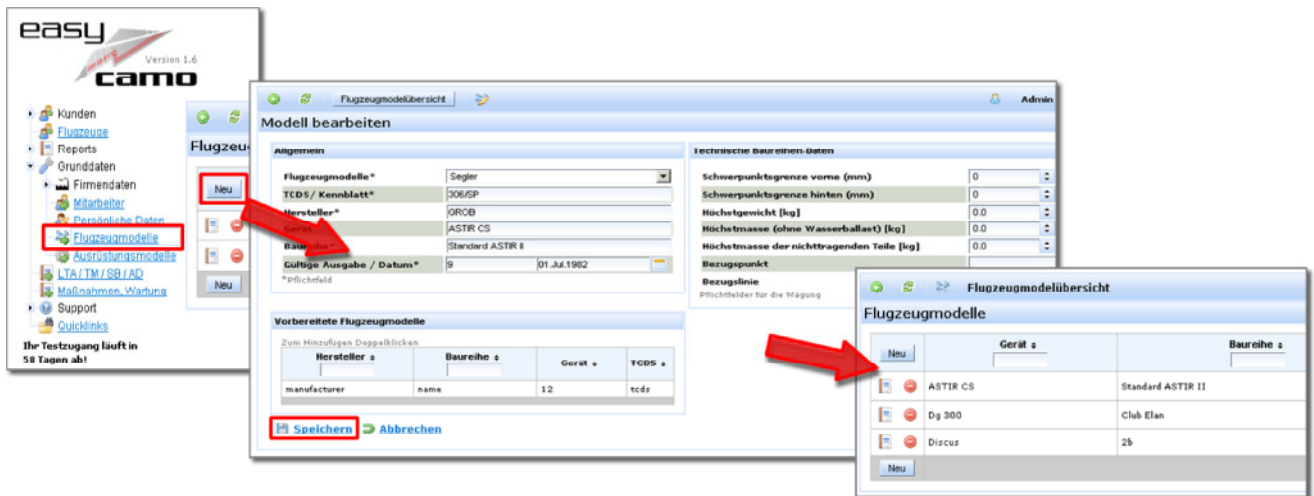 easy
Version 1.6
camo
Kunden
Flugzeuge
Reports
Grunddaten
Firmendaten
Mitarbeiter
Persönliche Daten
Flugzeugmodelle
Ausrüstungsmodelle
LTA / TM / SB / AD
Maßnahmen, Wartung
Support
Quicklinks
Ihr Testzugang läuft in
58 Tagen ab!
Neu
Neu
Flugzeugmodelübersicht
Admin
Modell bearbeiten
Allgemein
Flugzeugmodelle* Segler
TCDS/ Kennblatt* 306/SP
Hersteller* GROB
Gerät ASTIR CS
Baureihe* Standard ASTIR II
Gültige Ausgabe / Datum* 9 01.Jul.1982
*Pflichtfeld
Technische Baureihen-Daten
Schwerpunktsgrenze vorne (mm) 0
Schwerpunktsgrenze hinten (mm) 0
Höchstgewicht [kg] 0.0
Höchstmasse (ohne Wasserballast) [kg] 0.0
Höchstmasse der nichttragenden Teile [kg] 0.0
Bezugspunkt
Bezugslinie
Pflichtfelder für die Wägung
Vorbereitete Flugzeugmodelle
Zum Hinzufügen Doppelklicken
Hersteller Baureihe Gerät TCDS
manufacturer name 12 tcds
Speichern Abbrechen
Flugzeugmodelübersicht
Flugzeugmodelle
Neu Gerät Baureihe
ASTIR CS Standard ASTIR II
Dg 300 Club Elan
Discus 2b
Neu